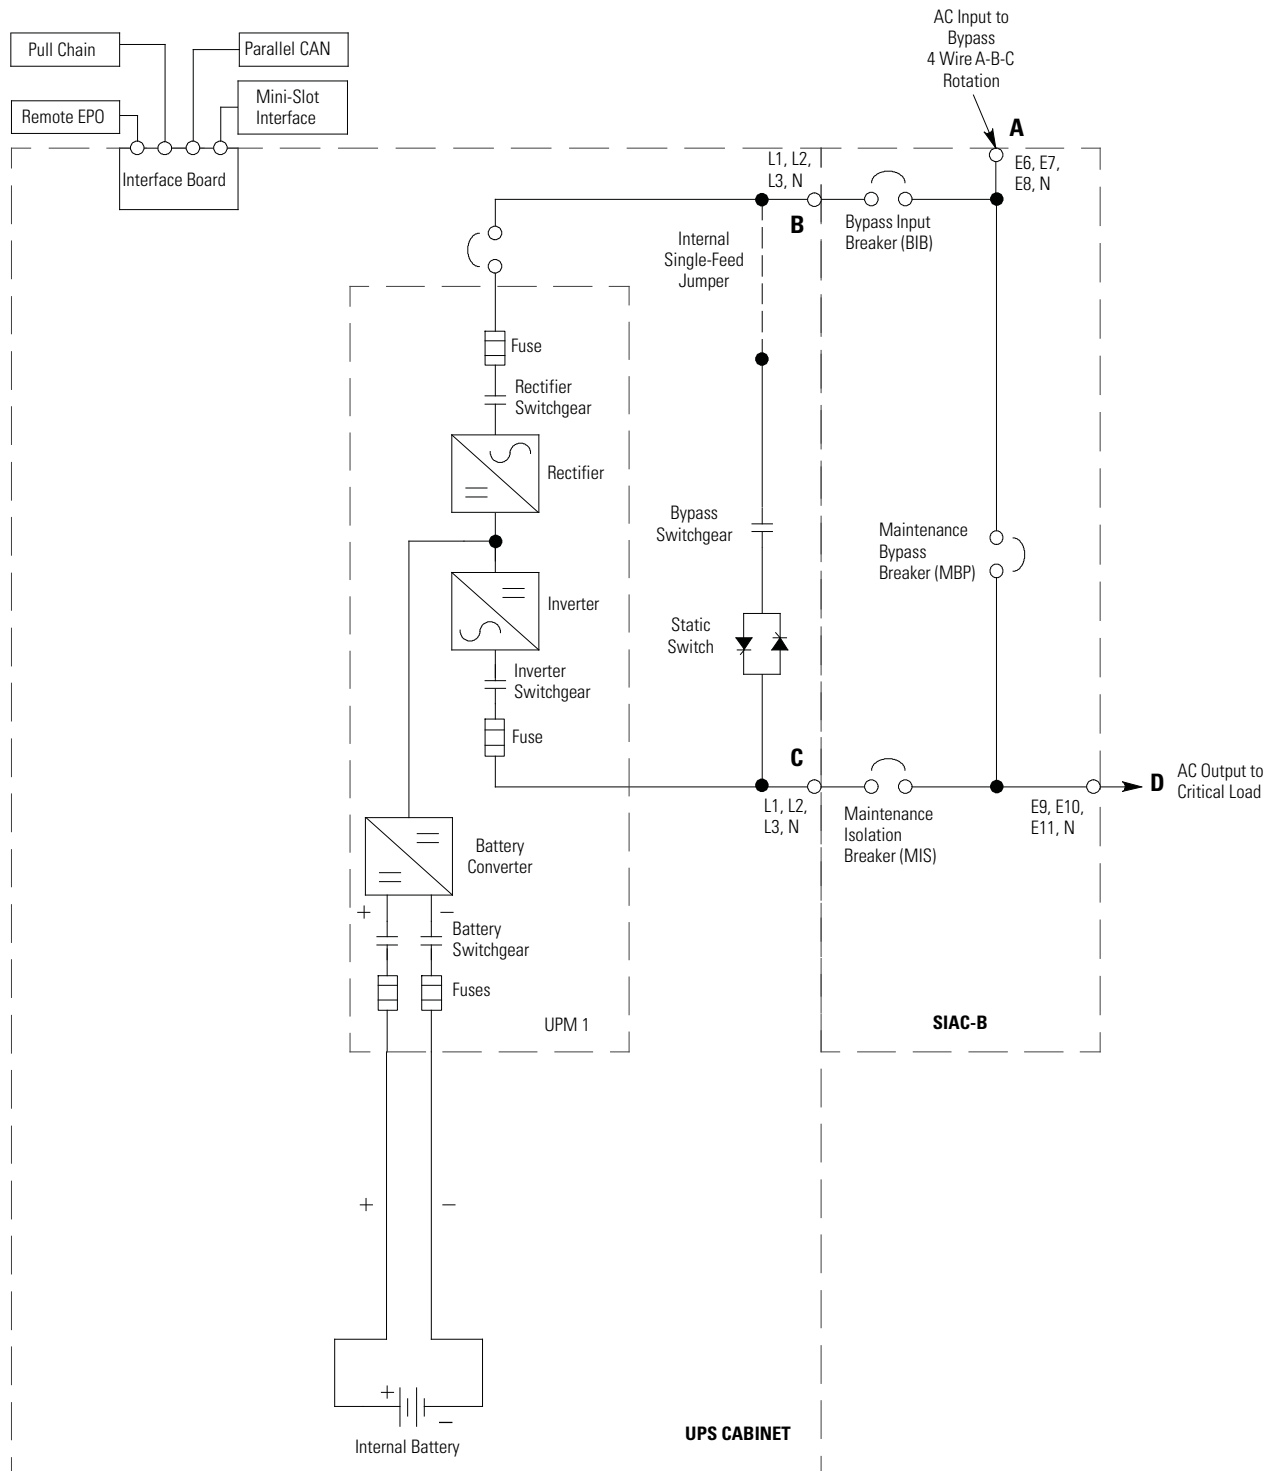 AC Input to
Bypass
4 Wire A-B-C
Rotation
Pull Chain
Parallel CAN
Remote EPO
Mini-Slot
Interface
Interface Board
A
E6, E7,
E8, N
L1, L2,
L3, N
B
Bypass Input
Breaker (BIB)
Internal
Single-Feed
Jumper
Fuse
Rectifier
Switchgear
Rectifier
Bypass
Switchgear
Maintenance
Bypass
Breaker (MBP)
Inverter
Static
Switch
Inverter
Switchgear
Fuse
C
L1, L2,
L3, N
Maintenance
Isolation
Breaker (MIS)
E9, E10,
E11, N
D
AC Output to
Critical Load
Battery
Converter
+ −
Battery
Switchgear
Fuses
UPM 1
SIAC-B
+ −
+
−
Internal Battery
UPS CABINET